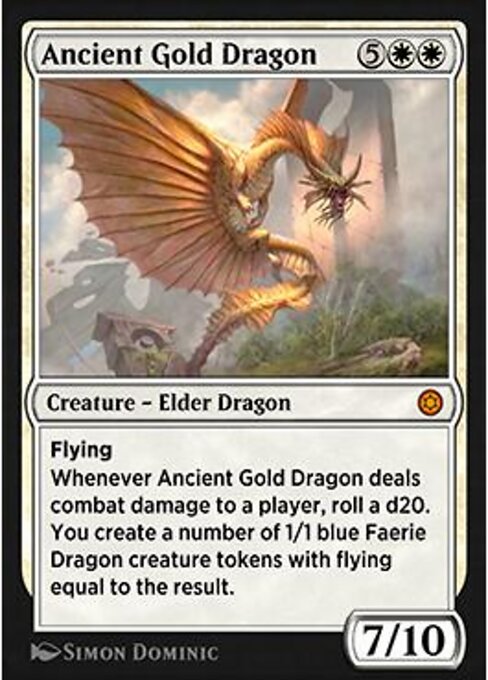 Ancient Gold Dragon 5
Creature – Elder Dragon
Flying
Whenever Ancient Gold Dragon deals
combat damage to a player, roll a d20.
You create a number of 1/1 blue Faerie
Dragon creature tokens with flying
equal to the result.
7/10
SIMON DOMINIC